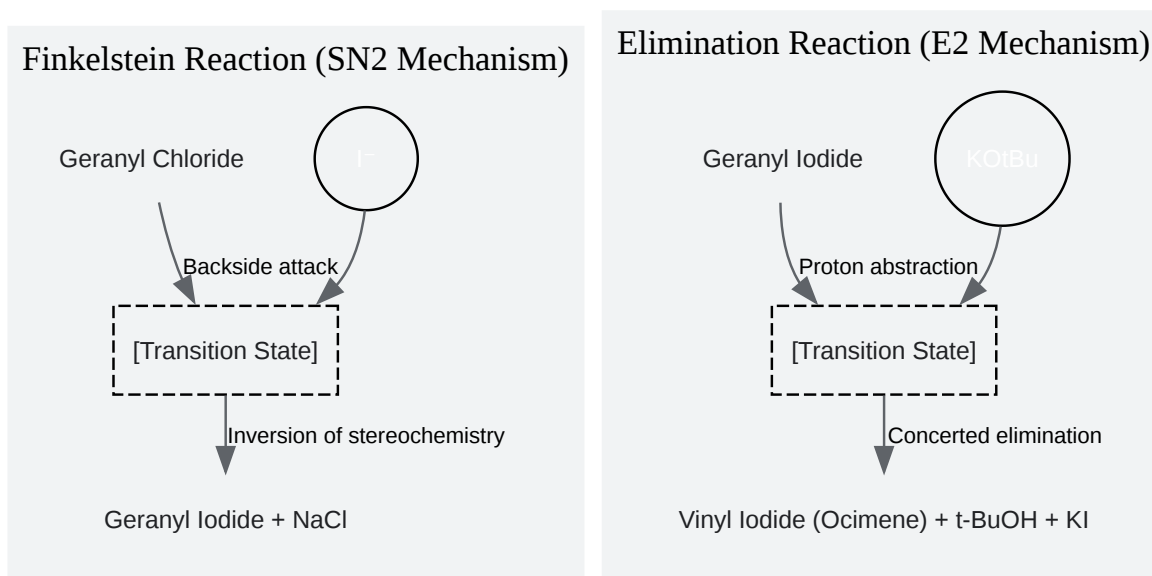 Finkelstein Reaction (SN2 Mechanism)
Geranyl Chloride
I⁻
Backside attack
[Transition State]
Inversion of stereochemistry
Geranyl Iodide + NaCl
Elimination Reaction (E2 Mechanism)
Geranyl Iodide
KOtBu
Proton abstraction
[Transition State]
Concerted elimination
Vinyl Iodide (Ocimene) + t-BuOH + KI